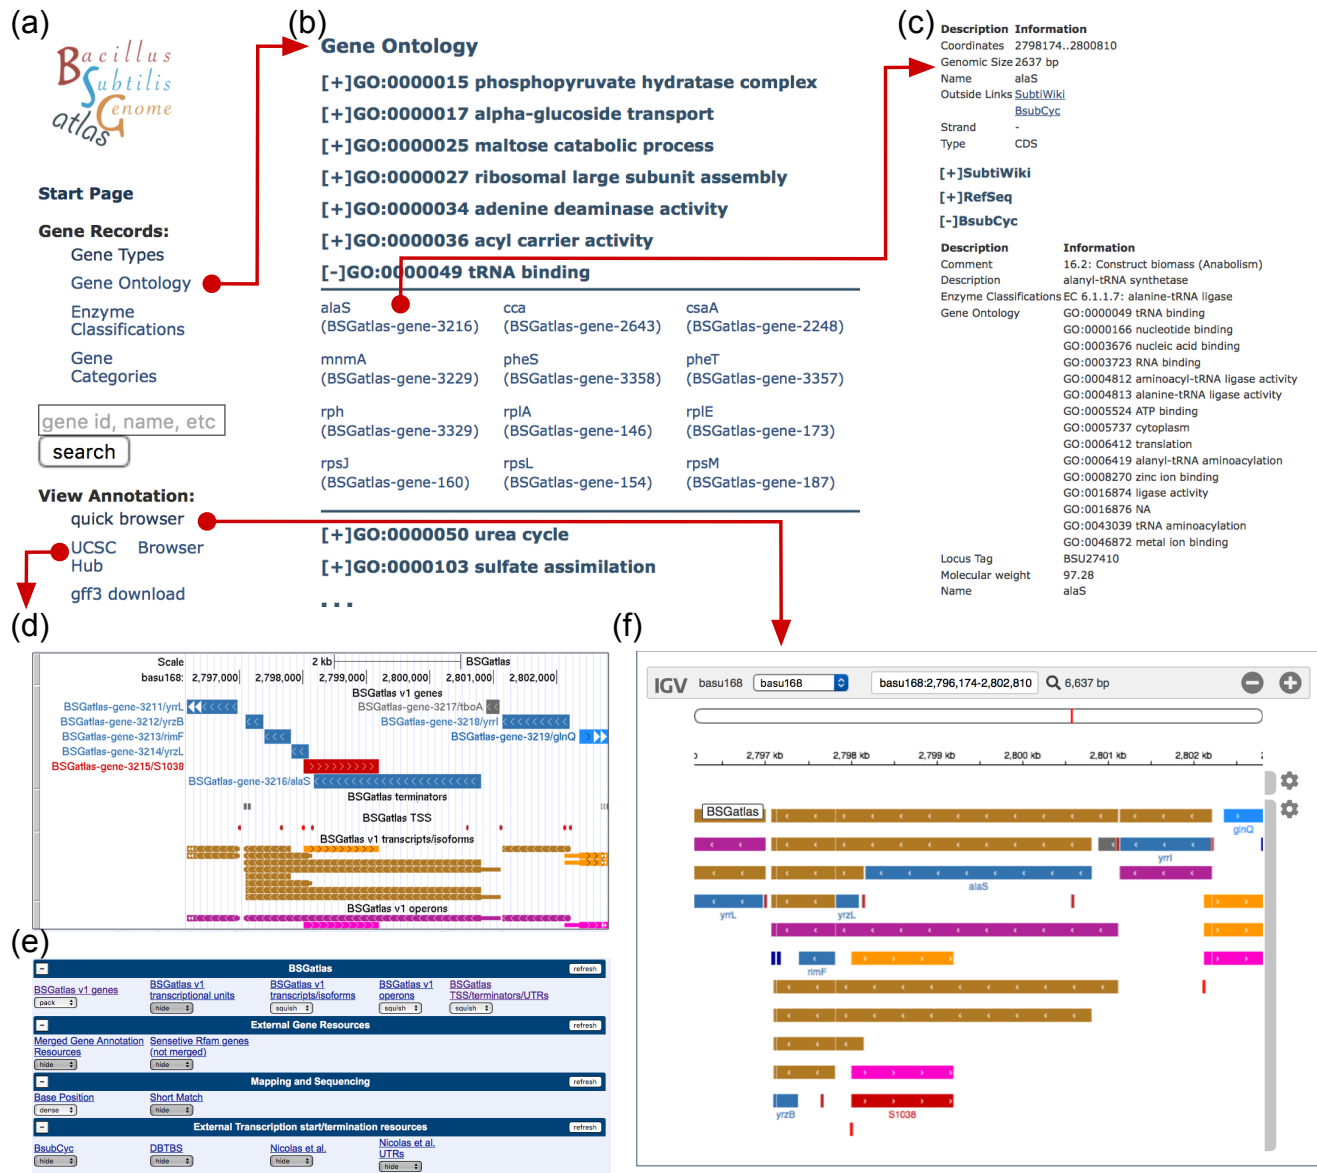 (a)
Bacillus
Subtilis
Genome
atlas
Start Page
Gene Records:
Gene Types
Gene Ontology
Enzyme
Classifications
Gene
Categories
gene id, name, etc
search
View Annotation:
quick browser
UCSC Browser
Hub
gff3 download
(b)
Gene Ontology
[+]GO:0000015 phosphopyruvate hydratase complex
[+]GO:0000017 alpha-glucoside transport
[+]GO:0000025 maltose catabolic process
[+]GO:0000027 ribosomal large subunit assembly
[+]GO:0000034 adenine deaminase activity
[+]GO:0000036 acyl carrier activity
[-]GO:0000049 tRNA binding
alaS cca csaA
(BSGatlas-gene-3216) (BSGatlas-gene-2643) (BSGatlas-gene-2248)
mnmA pheS pheT
(BSGatlas-gene-3229) (BSGatlas-gene-3358) (BSGatlas-gene-3357)
rph rplA rplE
(BSGatlas-gene-3329) (BSGatlas-gene-146) (BSGatlas-gene-173)
rpsJ rpsL rpsM
(BSGatlas-gene-160) (BSGatlas-gene-154) (BSGatlas-gene-187)
[+]GO:0000050 urea cycle
[+]GO:0000103 sulfate assimilation
...
(c)
Description Information
Coordinates 2798174..2800810
Genomic Size 2637 bp
Name alaS
Outside Links SubtiWiki
BsubCyc
Strand -
Type CDS
[+]SubtiWiki
[+]RefSeq
[-]BsubCyc
Description Information
Comment 16.2: Construct biomass (Anabolism)
Description alanyl-tRNA synthetase
Enzyme Classifications EC 6.1.1.7: alanine-tRNA ligase
Gene Ontology GO:0000049 tRNA binding
GO:0000166 nucleotide binding
GO:0003676 nucleic acid binding
GO:0003723 RNA binding
GO:0004812 aminoacyl-tRNA ligase activity
GO:0004813 alanine-tRNA ligase activity
GO:0005524 ATP binding
GO:0005737 cytoplasm
GO:0006412 translation
GO:0006419 alanyl-tRNA aminoacylation
GO:0008270 zinc ion binding
GO:0016874 ligase activity
GO:0016876 NA
GO:0043039 tRNA aminoacylation
GO:0046872 metal ion binding
Locus Tag BSU27410
Molecular weight 97.28
Name alaS
(d)
Scale 2 kb BSGatlas
basu168: 2,797,000 2,798,000 2,799,000 2,800,000 2,801,000 2,802,000
BSGatlas v1 genes
BSGatlas-gene-3211/yrrL BSGatlas-gene-3217/tboA
BSGatlas-gene-3212/yrzB BSGatlas-gene-3218/yrrI
BSGatlas-gene-3213/rimF BSGatlas-gene-3219/glnQ
BSGatlas-gene-3214/yrzL
BSGatlas-gene-3215/S1038
BSGatlas-gene-3216/alaS
BSGatlas terminators
BSGatlas TSS
BSGatlas v1 transcripts/isoforms
BSGatlas v1 operons
(e)
- BSGatlas refresh
BSGatlas v1 genes BSGatlas v1 transcriptional units BSGatlas v1 transcripts/isoforms BSGatlas v1 operons BSGatlas TSS/terminators/UTRs
pack hide squish squish squish
- External Gene Resources refresh
Merged Gene Annotation Resources Sensetive Rfam genes (not merged)
hide hide
- Mapping and Sequencing refresh
Base Position Short Match
dense hide
- External Transcription start/termination resources refresh
BsubCyc DBTBS Nicolas et al. Nicolas et al. UTRs
hide hide hide hide
(f)
IGV basu168 basu168 basu168:2,796,174-2,802,810 6,637 bp
2,797 kb 2,798 kb 2,799 kb 2,800 kb 2,801 kb 2,802 kb
BSGatlas
glnQ
yrrI
alaS
yrrL yrzL
rimF
yrzB S1038